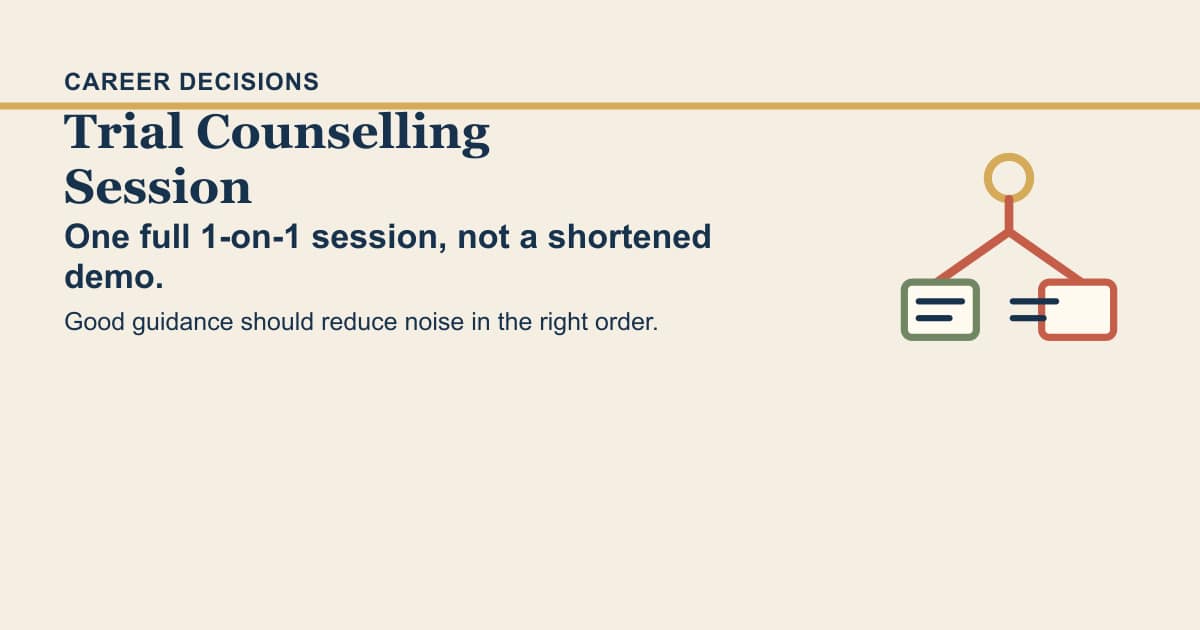 CAREER DECISIONS
Trial Counselling
Session
One full 1-on-1 session, not a shortened
demo.
Good guidance should reduce noise in the right order.